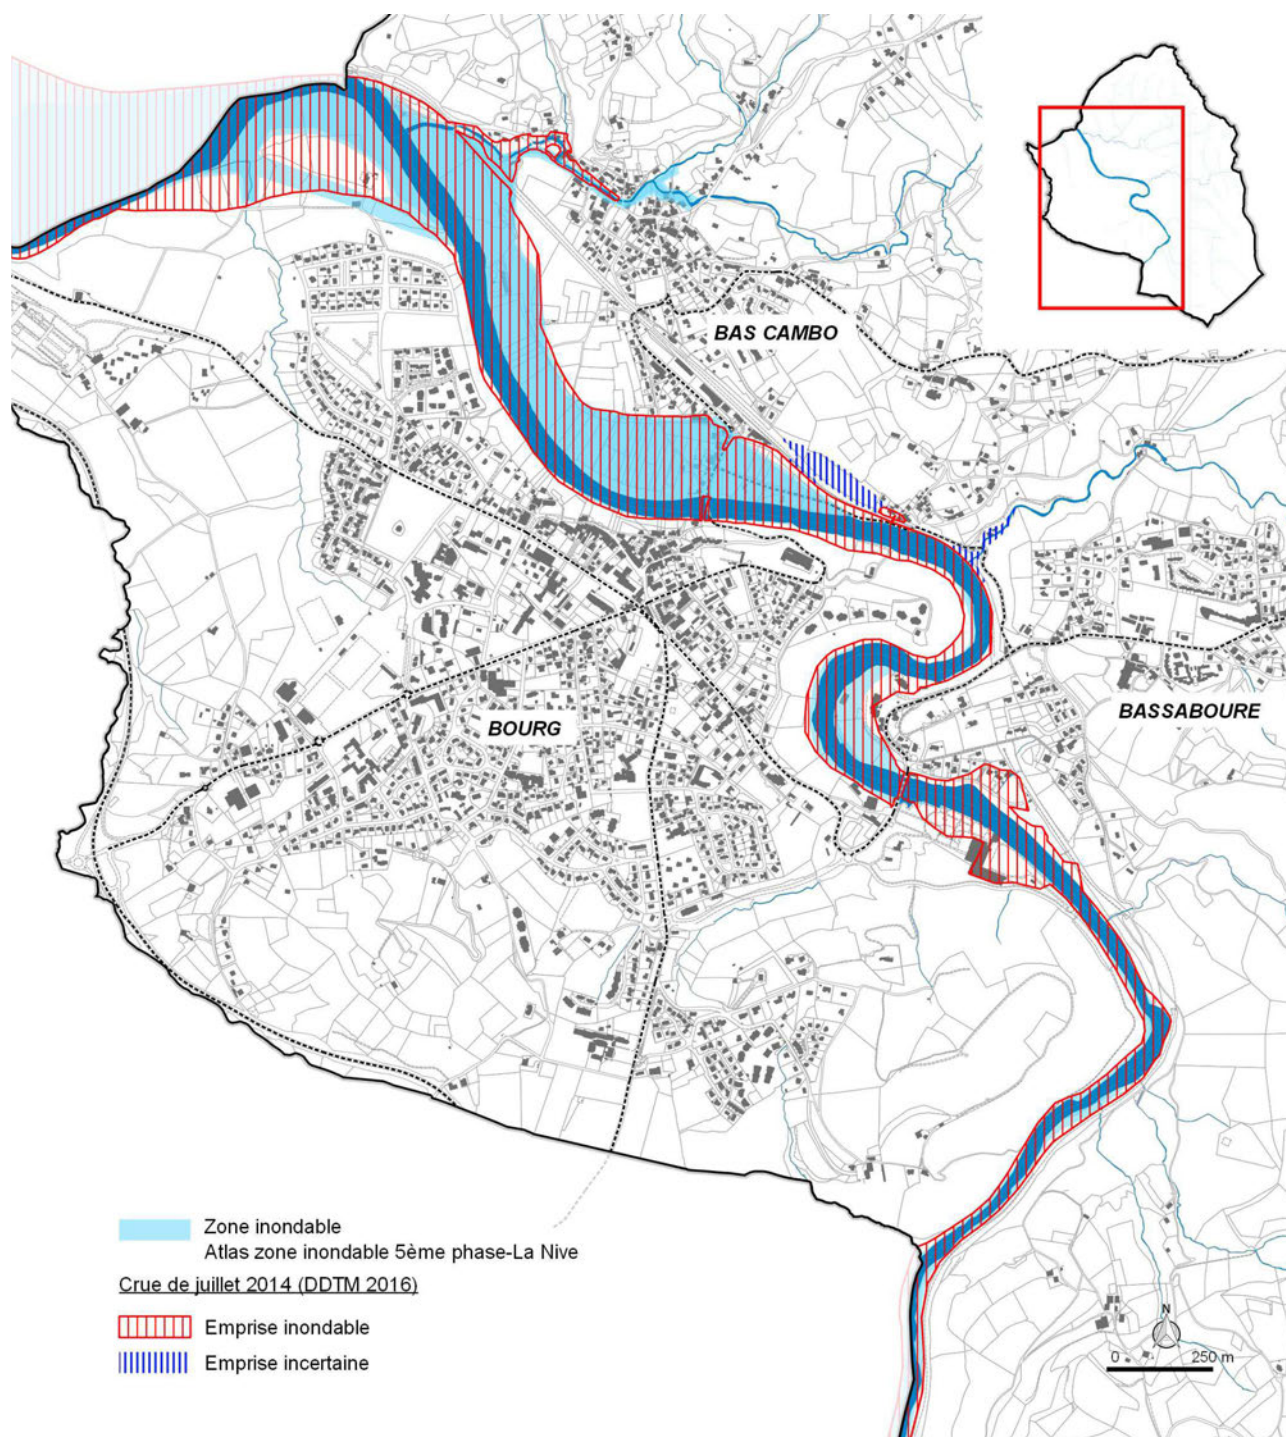 BAS CAMBO
BASSABOURE
BOURG
Zone inondable
Atlas zone inondable 5ème phase-La Nive
Crue de juillet 2014 (DDTM 2016)
Emprise inondable
Emprise incertaine
N
0 250 m